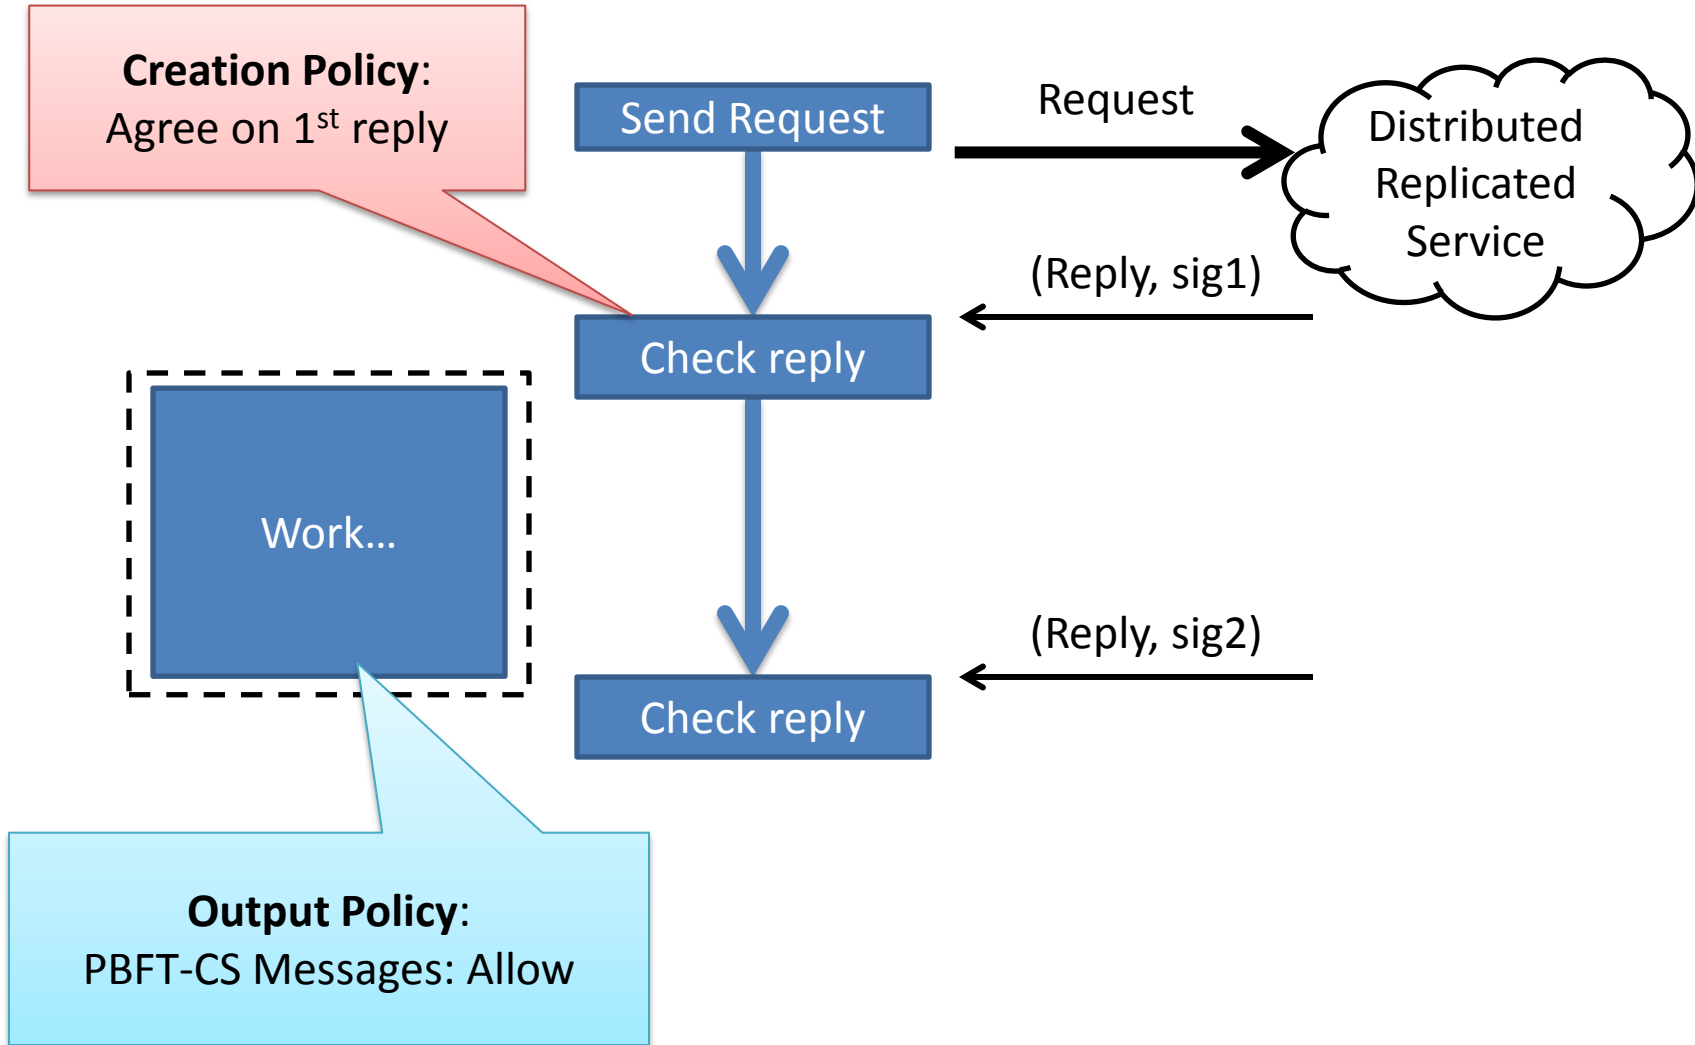 Creation Policy:
Agree on 1st reply
Send Request
Request
Distributed
Replicated
Service
(Reply, sig1)
Check reply
Work...
(Reply, sig2)
Check reply
Output Policy:
PBFT-CS Messages: Allow